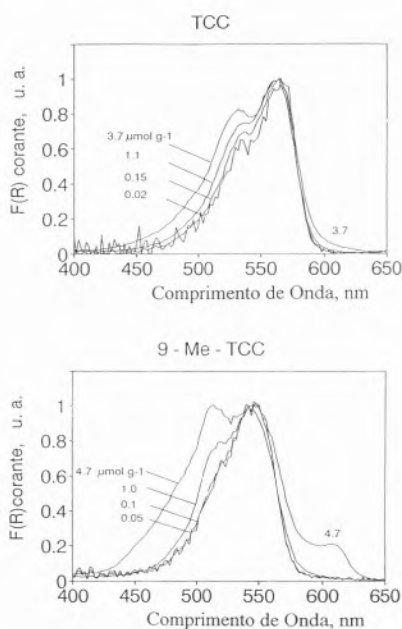 TCC
F(R) corante, u. a.
1
0.8
0.6
0.4
0.2
0
3.7 µmol g-1
1.1
0.15
0.02
3.7
400 450 500 550 600 650
Comprimento de Onda, nm
9 - Me - TCC
F(R)corante, u. a.
1
0.8
0.6
0.4
0.2
0
4.7 µmol g-1
1.0
0.1
0.05
4.7
400 450 500 550 600 650
Comprimento de Onda, nm